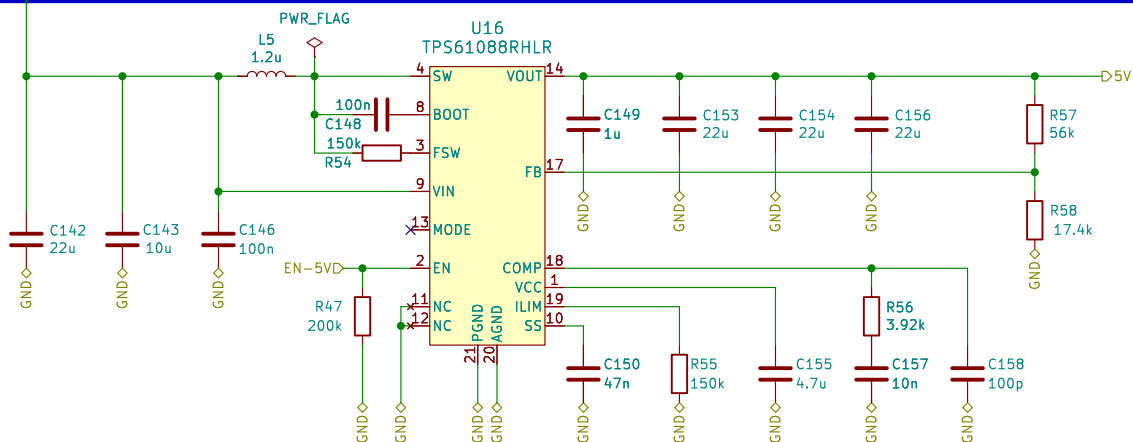 PWR_FLAG
U16
TPS61088RHLR
L5
1.2u
4
SW
VOUT
14
5V
100n
C148
8
BOOT
150k
R54
3
FSW
C149
1u
C153
22u
C154
22u
C156
22u
R57
56k
FB
17
9
VIN
GND
GND
GND
GND
13
MODE
C142
22u
C143
10u
C146
100n
R58
17.4k
GND
GND
GND
GND
EN-5V
2
EN
COMP
18
VCC
1
R47
200k
11
NC
ILIM
19
12
NC
SS
10
PGND
AGND
21
20
R56
3.92k
C150
47n
R55
150k
C155
4.7u
C157
10n
C158
100p
GND
GND
GND
GND
GND
GND
GND
GND
GND